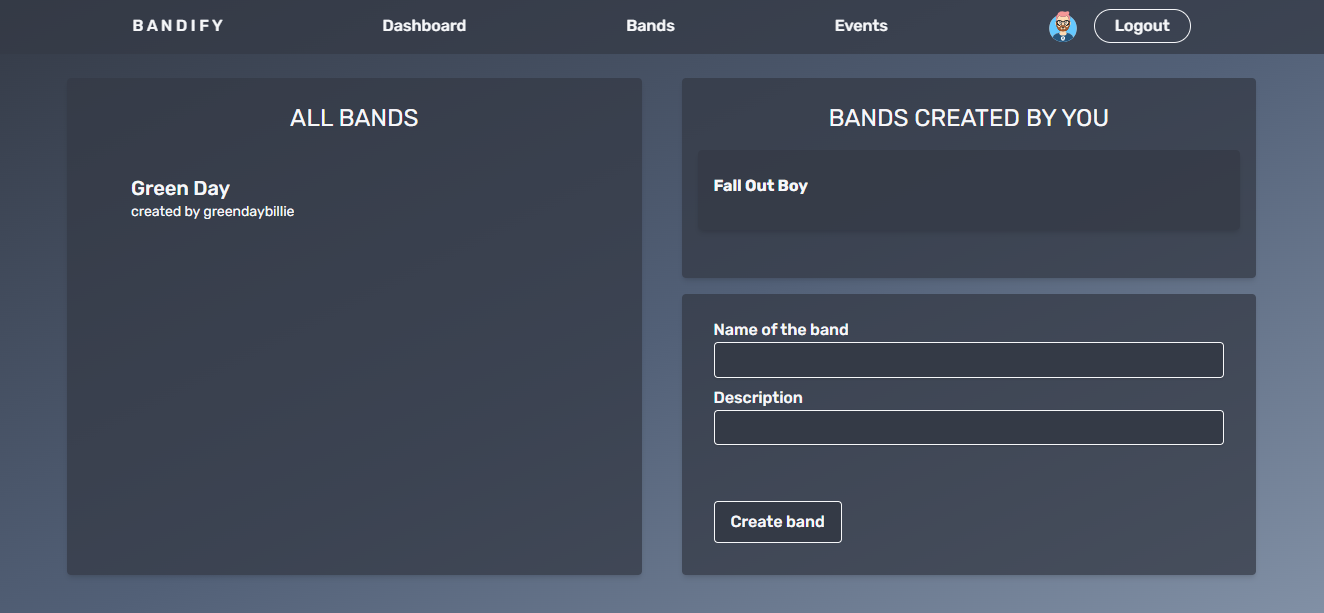 BANDIFY
Dashboard
Bands
Events
Logout
ALL BANDS
Green Day
created by greendaybillie
BANDS CREATED BY YOU
Fall Out Boy
Name of the band
Description
Create band